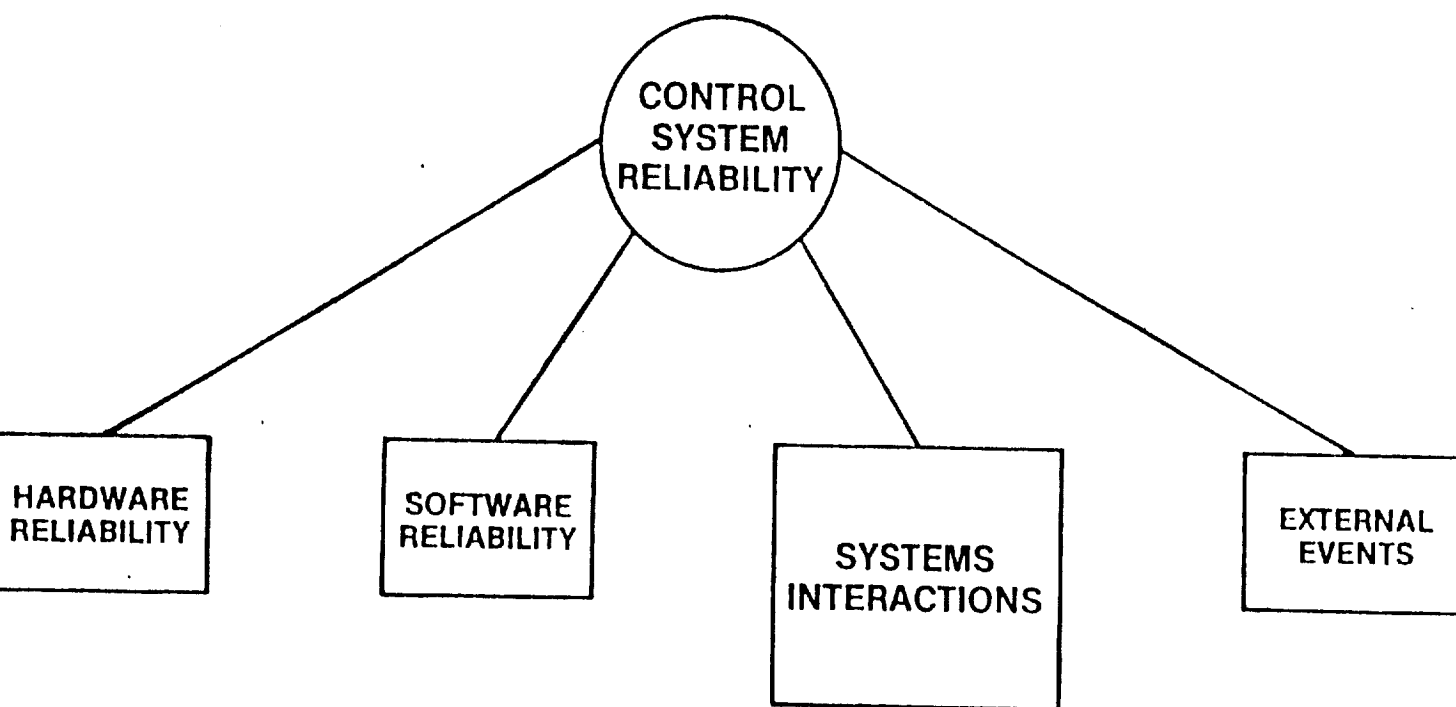 CONTROL
SYSTEM
RELIABILITY
HARDWARE
RELIABILITY
SOFTWARE
RELIABILITY
SYSTEMS
INTERACTIONS
EXTERNAL
EVENTS